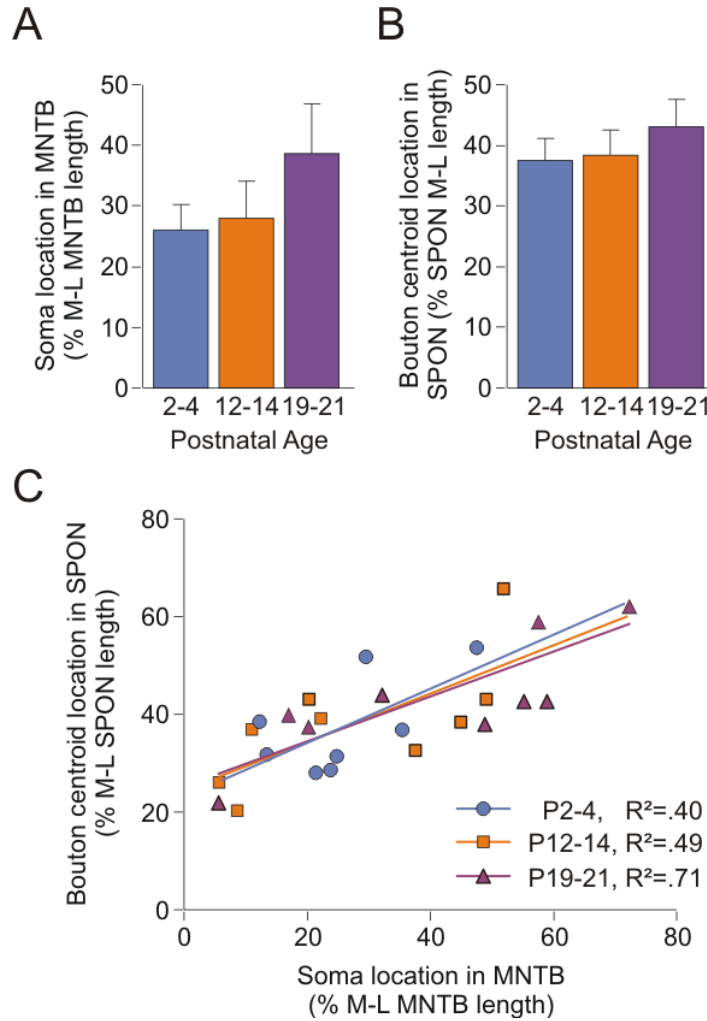 A
Soma location in MNTB
(% M-L MNTB length)
50
40
30
20
10
0
2-4 12-14 19-21
Postnatal Age
B
Bouton centroid location in
SPON (% SPON M-L length)
50
40
30
20
10
0
2-4 12-14 19-21
Postnatal Age
C
Bouton centroid location in SPON
(% M-L SPON length)
80
60
40
20
0
P2-4, R²=.40
P12-14, R²=.49
P19-21, R²=.71
0 20 40 60 80
Soma location in MNTB
(% M-L MNTB length)